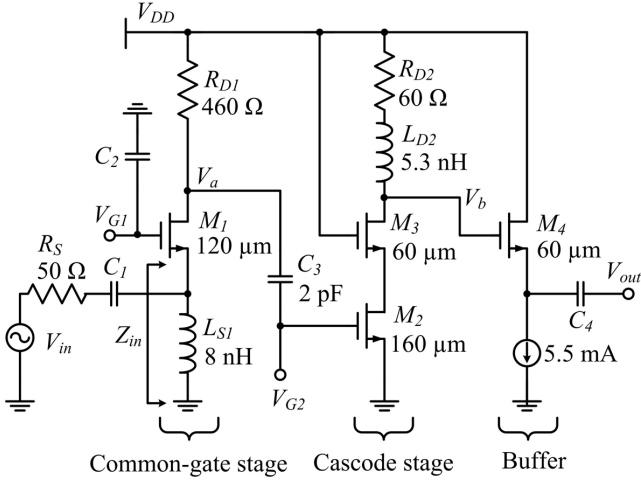 V_DD
R_D1
460 Ω
R_D2
60 Ω
L_D2
5.3 nH
C_2
V_a
V_b
V_G1
M_1
120 µm
M_3
60 µm
M_4
60 µm
R_S
50 Ω
C_1
C_3
2 pF
V_out
V_in
Z_in
L_S1
8 nH
M_2
160 µm
C_4
5.5 mA
V_G2
Common-gate stage
Cascode stage
Buffer